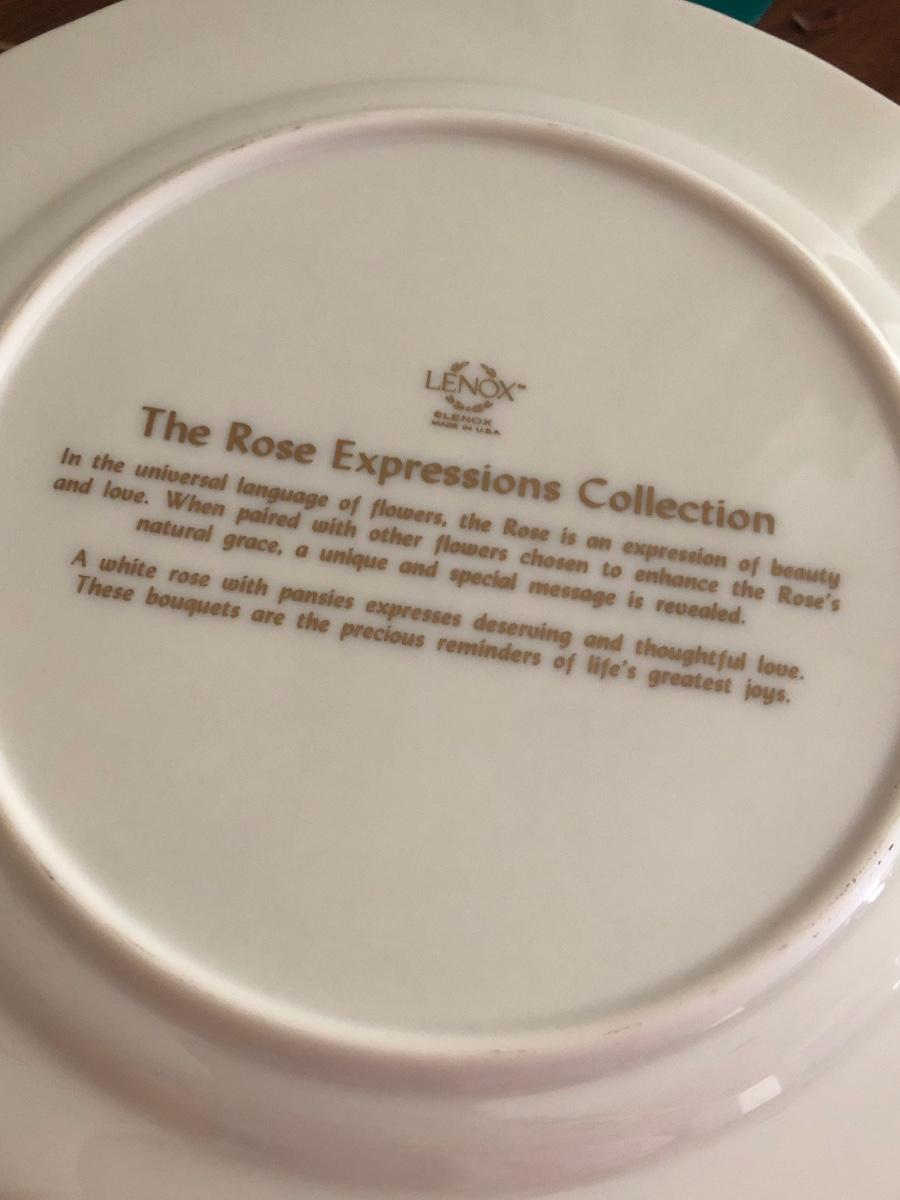 LENOX™
©LENOX
MADE IN U.S.A.
The Rose Expressions Collection
In the universal language of flowers, the Rose is an expression of beauty
and love. When paired with other flowers chosen to enhance the Rose's
natural grace, a unique and special message is revealed.
A white rose with pansies expresses deserving and thoughtful love.
These bouquets are the precious reminders of life's greatest joys.